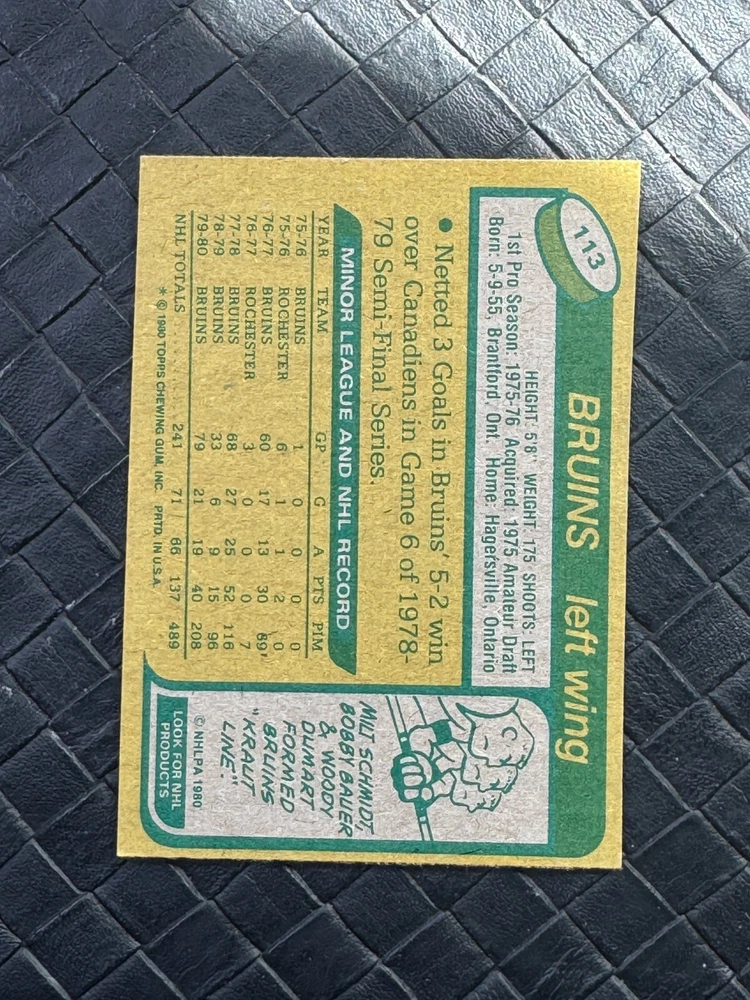 113
BRUINS left wing
HEIGHT: 5'8" WEIGHT: 175 SHOOTS: LEFT
1st Pro Season: 1975-76 Acquired: 1975 Amateur Draft
Born: 5-9-55, Brantford, Ont. Home: Hagersville, Ontario
• Netted 3 Goals in Bruins' 5-2 win
over Canadiens in Game 6 of 1978-
79 Semi-Final Series.
MINOR LEAGUE AND NHL RECORD
YEAR TEAM GP G A PTS PIM
75-76 BRUINS 1 0 0 0 0
75-76 ROCHESTER 6 1 1 2 0
76-77 BRUINS 60 17 13 30 89
76-77 ROCHESTER 3 0 0 0 7
77-78 BRUINS 68 27 25 52 116
78-79 BRUINS 33 6 9 15 96
79-80 BRUINS 79 21 19 40 208
NHL TOTALS 241 71 66 137 489
* © 1980 TOPPS CHEWING GUM, INC. PRTD. IN U.S.A.
MILT SCHMIDT,
BOBBY BAUER
& WOODY
DUMART
FORMED
BRUINS
"KRAUT
LINE."
© NHLPA 1980
LOOK FOR NHL
PRODUCTS